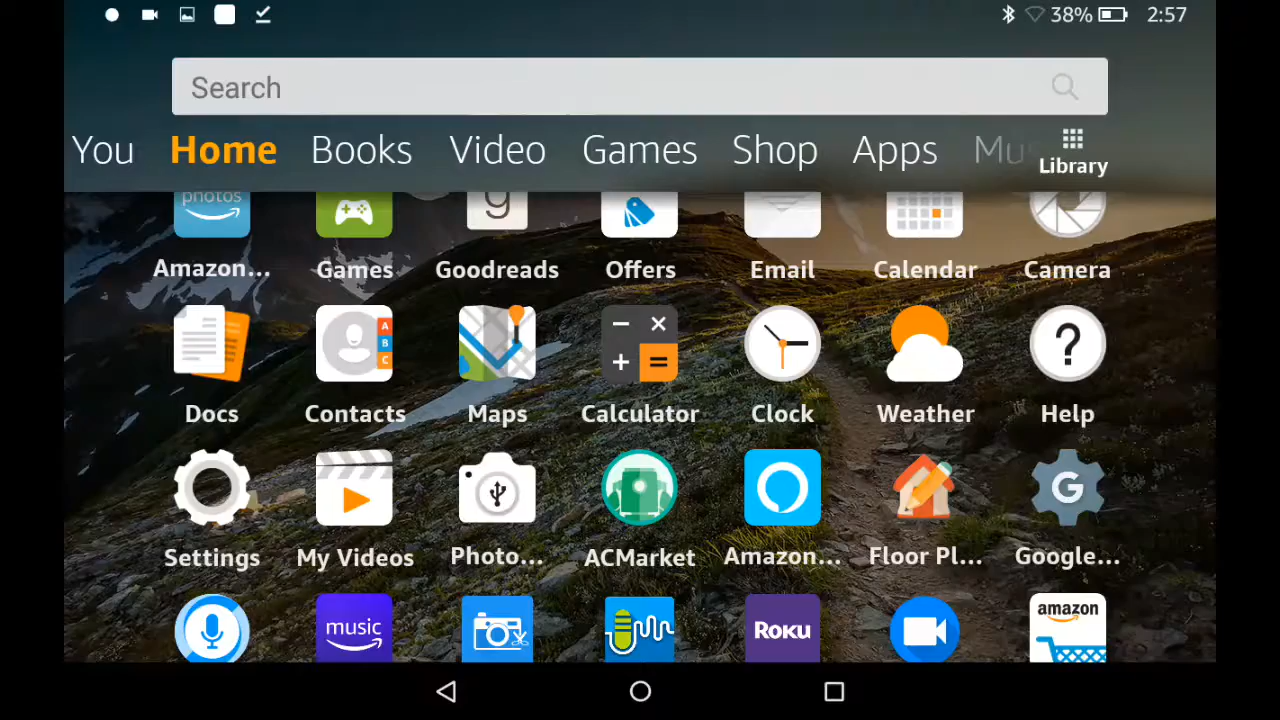 38% 2:57
Search
You Home Books Video Games Shop Apps Mus Library
photos g
Amazon... Games Goodreads Offers Email Calendar Camera
A B C − × + = ?
Docs Contacts Maps Calculator Clock Weather Help
G
Settings My Videos Photo... ACMarket Amazon... Floor Pl... Google...
music Roku amazon